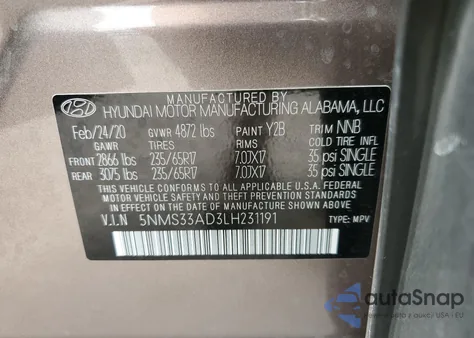 MANUFACTURED BY
HYUNDAI MOTOR MANUFACTURING ALABAMA, LLC
Feb/24/20 GVWR 4872 lbs PAINT Y2B TRIM NNB
GAWR TIRES RIMS COLD TIRE INFL
FRONT 2866 lbs 235/65R17 7.0JX17 35 psi SINGLE
REAR 3075 lbs 235/65R17 7.0JX17 35 psi SINGLE
THIS VEHICLE CONFORMS TO ALL APPLICABLE FEDERAL
MOTOR VEHICLE SAFETY, BUMPER, AND THEFT PREVENTION
STANDARDS IN EFFECT ON THE DATE OF MANUFACTURE SHOWN ABOVE.
V.I.N 5NMS33AD3LH231191 TYPE: MPV
autoSnap